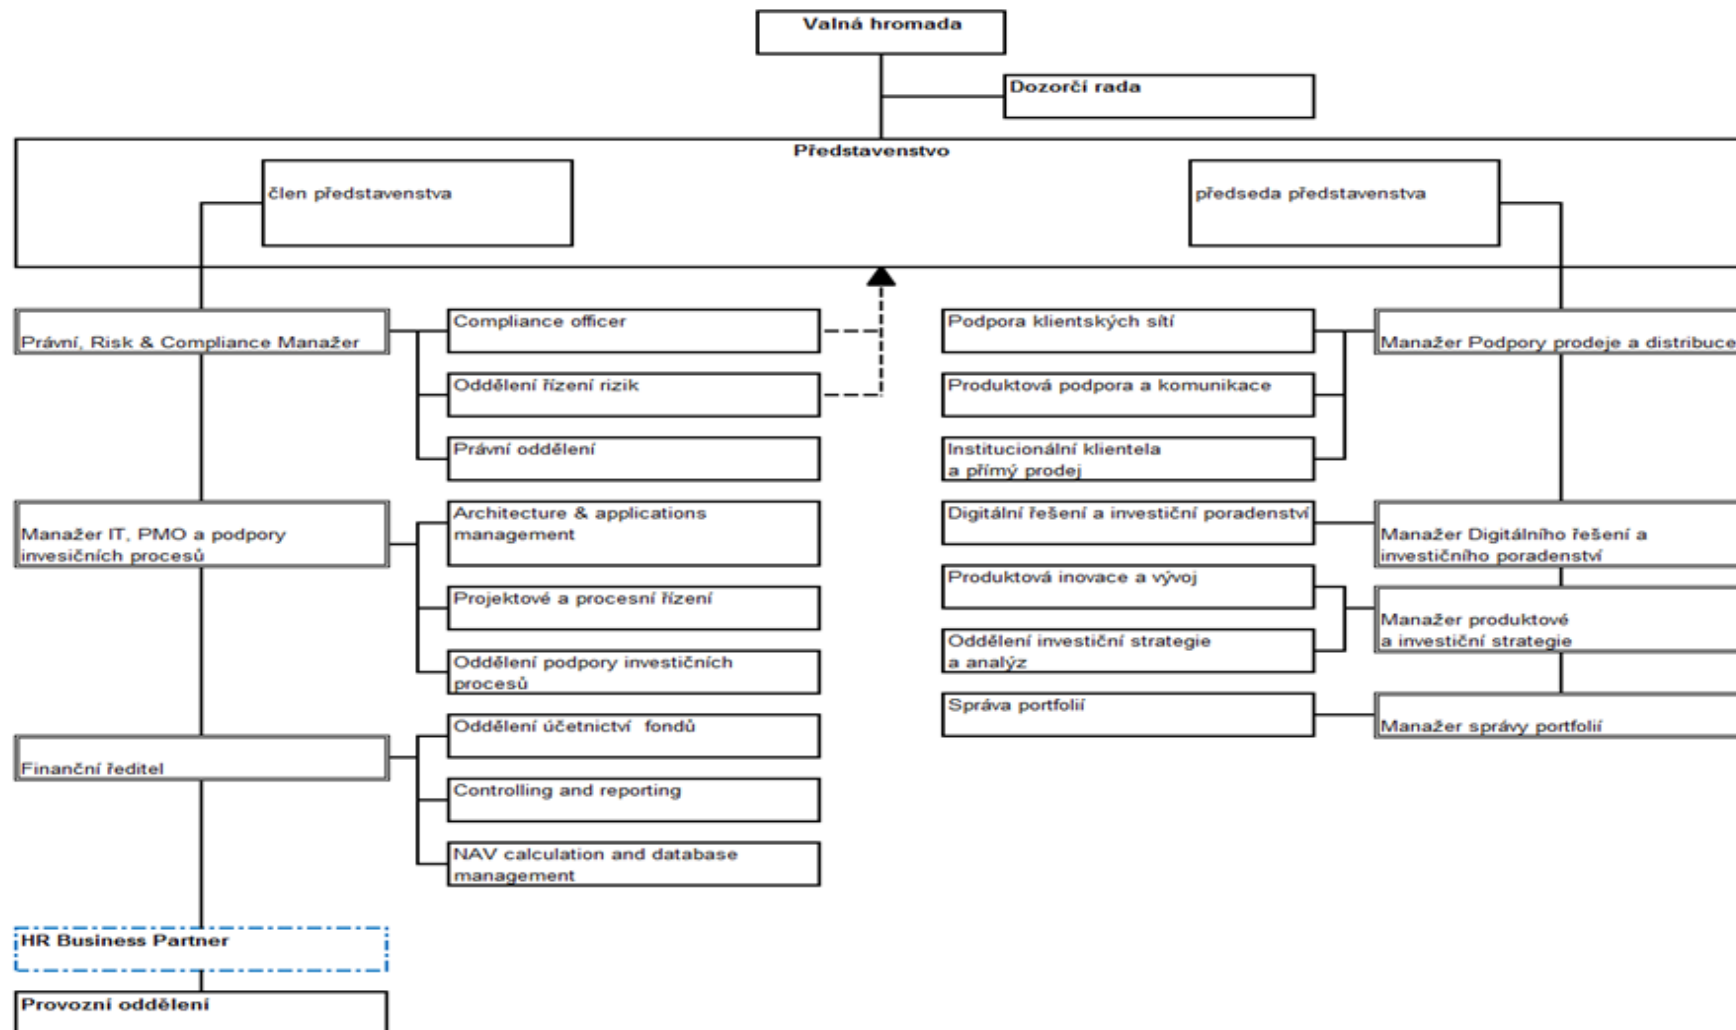 Valná hromada
Dozorčí rada
Představenstvo
člen představenstva
předseda představenstva
Právní, Risk & Compliance Manažer
Compliance officer
Oddělení řízení rizik
Právní oddělení
Manažer IT, PMO a podpory
invesičních procesů
Architecture & applications
management
Projektové a procesní řízení
Oddělení podpory investičních
procesů
Finanční ředitel
Oddělení účetnictví  fondů
Controlling and reporting
NAV calculation and database
management
HR Business Partner
Provozní oddělení
Podpora klientských sítí
Manažer Podpory prodeje a distribuce
Produktová podpora a komunikace
Institucionální klientela
a přímý prodej
Digitální řešení a investiční poradenství
Manažer Digitálního řešení a
investičního poradenství
Produktová inovace a vývoj
Oddělení investiční strategie
a analýz
Manažer produktové
a investiční strategie
Správa portfolií
Manažer správy portfolií